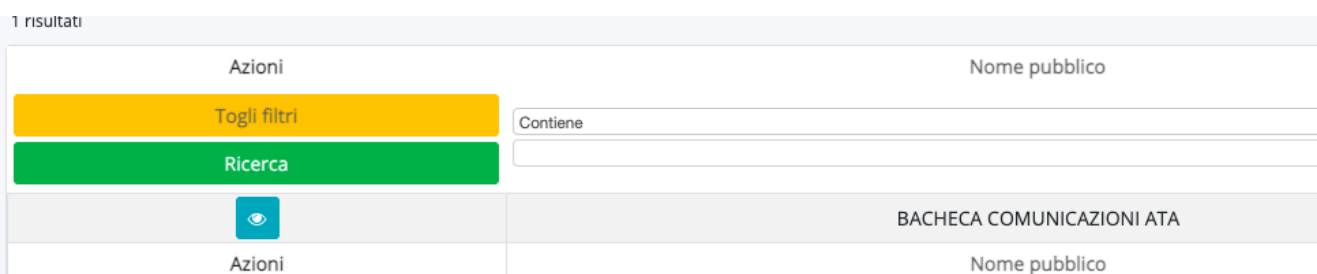 1 risultati
Azioni Nome pubblico
Togli filtri
Contiene
Ricerca
BACHECA COMUNICAZIONI ATA
Azioni Nome pubblico